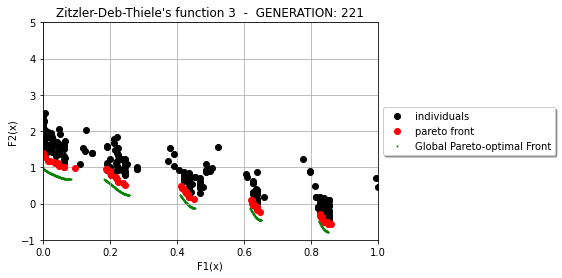 Zitzler-Deb-Thiele's function 3 - GENERATION: 221
5
4
3
2
1
0
−1
F2(x)
0.0 0.2 0.4 0.6 0.8 1.0
F1(x)
individuals
pareto front
Global Pareto-optimal Front